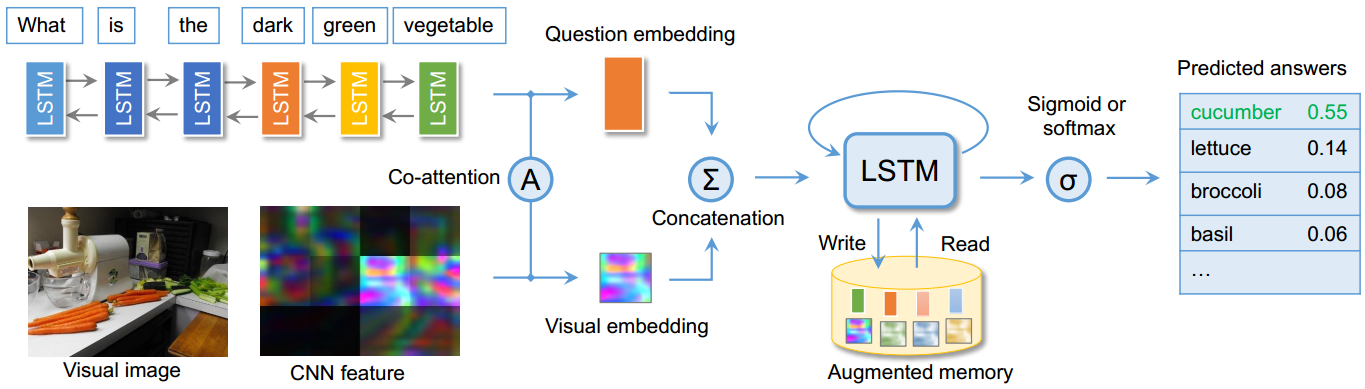 What is the dark green vegetable
LSTM LSTM LSTM LSTM LSTM LSTM
Question embedding
Co-attention
A
Visual image
CNN feature
Visual embedding
Σ
Concatenation
LSTM
Write
Read
Augmented memory
Sigmoid or
softmax
σ
Predicted answers
cucumber 0.55
lettuce 0.14
broccoli 0.08
basil 0.06
…